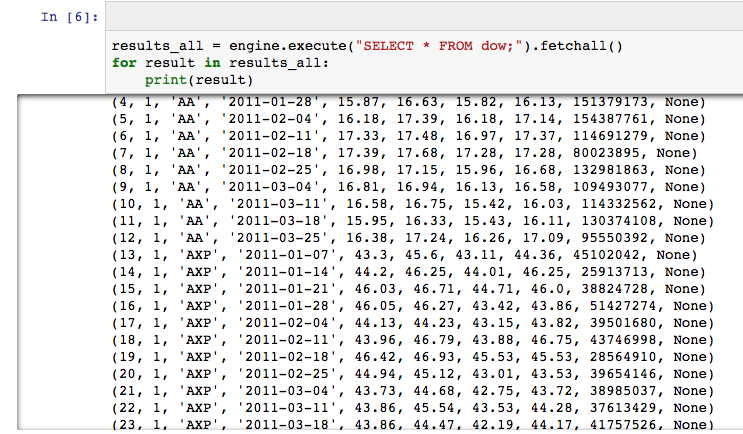 In [6]:
results_all = engine.execute("SELECT * FROM dow;").fetchall()
for result in results_all:
    print(result)
(4, 1, 'AA', '2011-01-28', 15.87, 16.63, 15.82, 16.13, 151379173, None)
(5, 1, 'AA', '2011-02-04', 16.18, 17.39, 16.18, 17.14, 154387761, None)
(6, 1, 'AA', '2011-02-11', 17.33, 17.48, 16.97, 17.37, 114691279, None)
(7, 1, 'AA', '2011-02-18', 17.39, 17.68, 17.28, 17.28, 80023895, None)
(8, 1, 'AA', '2011-02-25', 16.98, 17.15, 15.96, 16.68, 132981863, None)
(9, 1, 'AA', '2011-03-04', 16.81, 16.94, 16.13, 16.58, 109493077, None)
(10, 1, 'AA', '2011-03-11', 16.58, 16.75, 15.42, 16.03, 114332562, None)
(11, 1, 'AA', '2011-03-18', 15.95, 16.33, 15.43, 16.11, 130374108, None)
(12, 1, 'AA', '2011-03-25', 16.38, 17.24, 16.26, 17.09, 95550392, None)
(13, 1, 'AXP', '2011-01-07', 43.3, 45.6, 43.11, 44.36, 45102042, None)
(14, 1, 'AXP', '2011-01-14', 44.2, 46.25, 44.01, 46.25, 25913713, None)
(15, 1, 'AXP', '2011-01-21', 46.03, 46.71, 44.71, 46.0, 38824728, None)
(16, 1, 'AXP', '2011-01-28', 46.05, 46.27, 43.42, 43.86, 51427274, None)
(17, 1, 'AXP', '2011-02-04', 44.13, 44.23, 43.15, 43.82, 39501680, None)
(18, 1, 'AXP', '2011-02-11', 43.96, 46.79, 43.88, 46.75, 43746998, None)
(19, 1, 'AXP', '2011-02-18', 46.42, 46.93, 45.53, 45.53, 28564910, None)
(20, 1, 'AXP', '2011-02-25', 44.94, 45.12, 43.01, 43.53, 39654146, None)
(21, 1, 'AXP', '2011-03-04', 43.73, 44.68, 42.75, 43.72, 38985037, None)
(22, 1, 'AXP', '2011-03-11', 43.86, 45.54, 43.53, 44.28, 37613429, None)
(23, 1, 'AXP', '2011-03-18', 43.86, 44.47, 42.19, 44.17, 41757526, None)